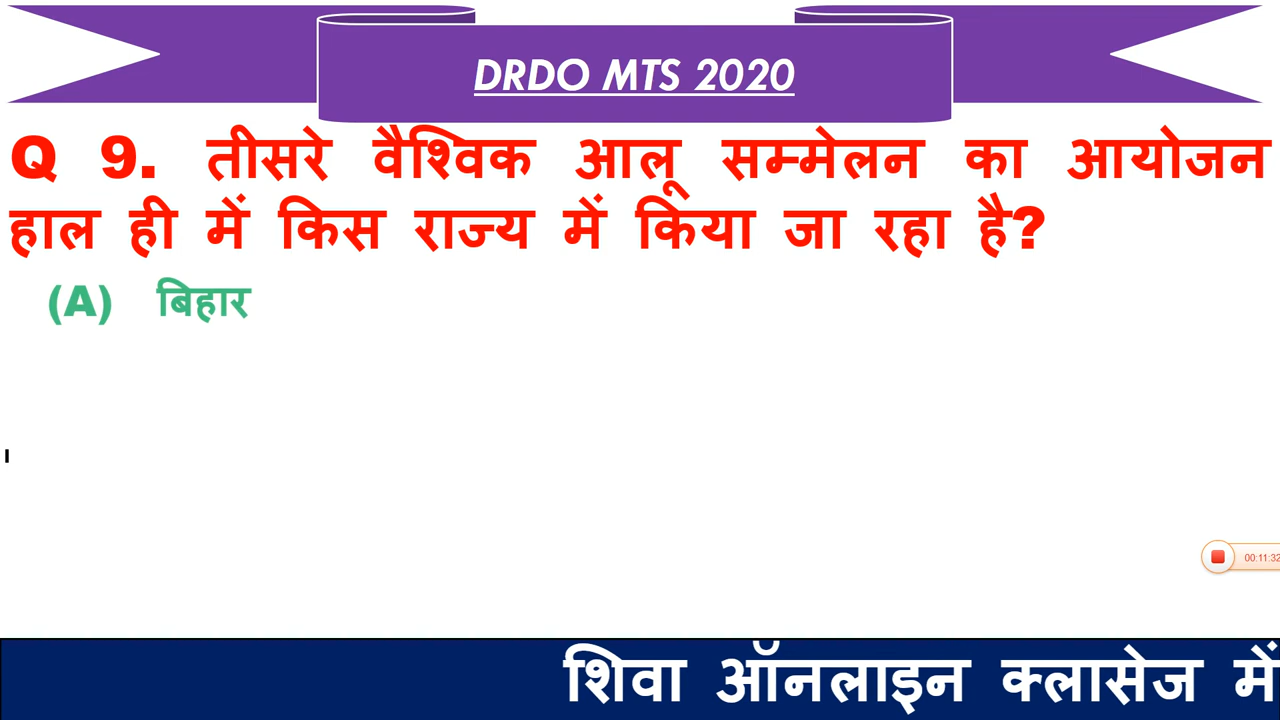 DRDO MTS 2020
Q 9. तीसरे वैश्विक आलू सम्मेलन का आयोजन
हाल ही में किस राज्य में किया जा रहा है?
(A) बिहार
00:11:32
शिवा ऑनलाइन क्लासेज में